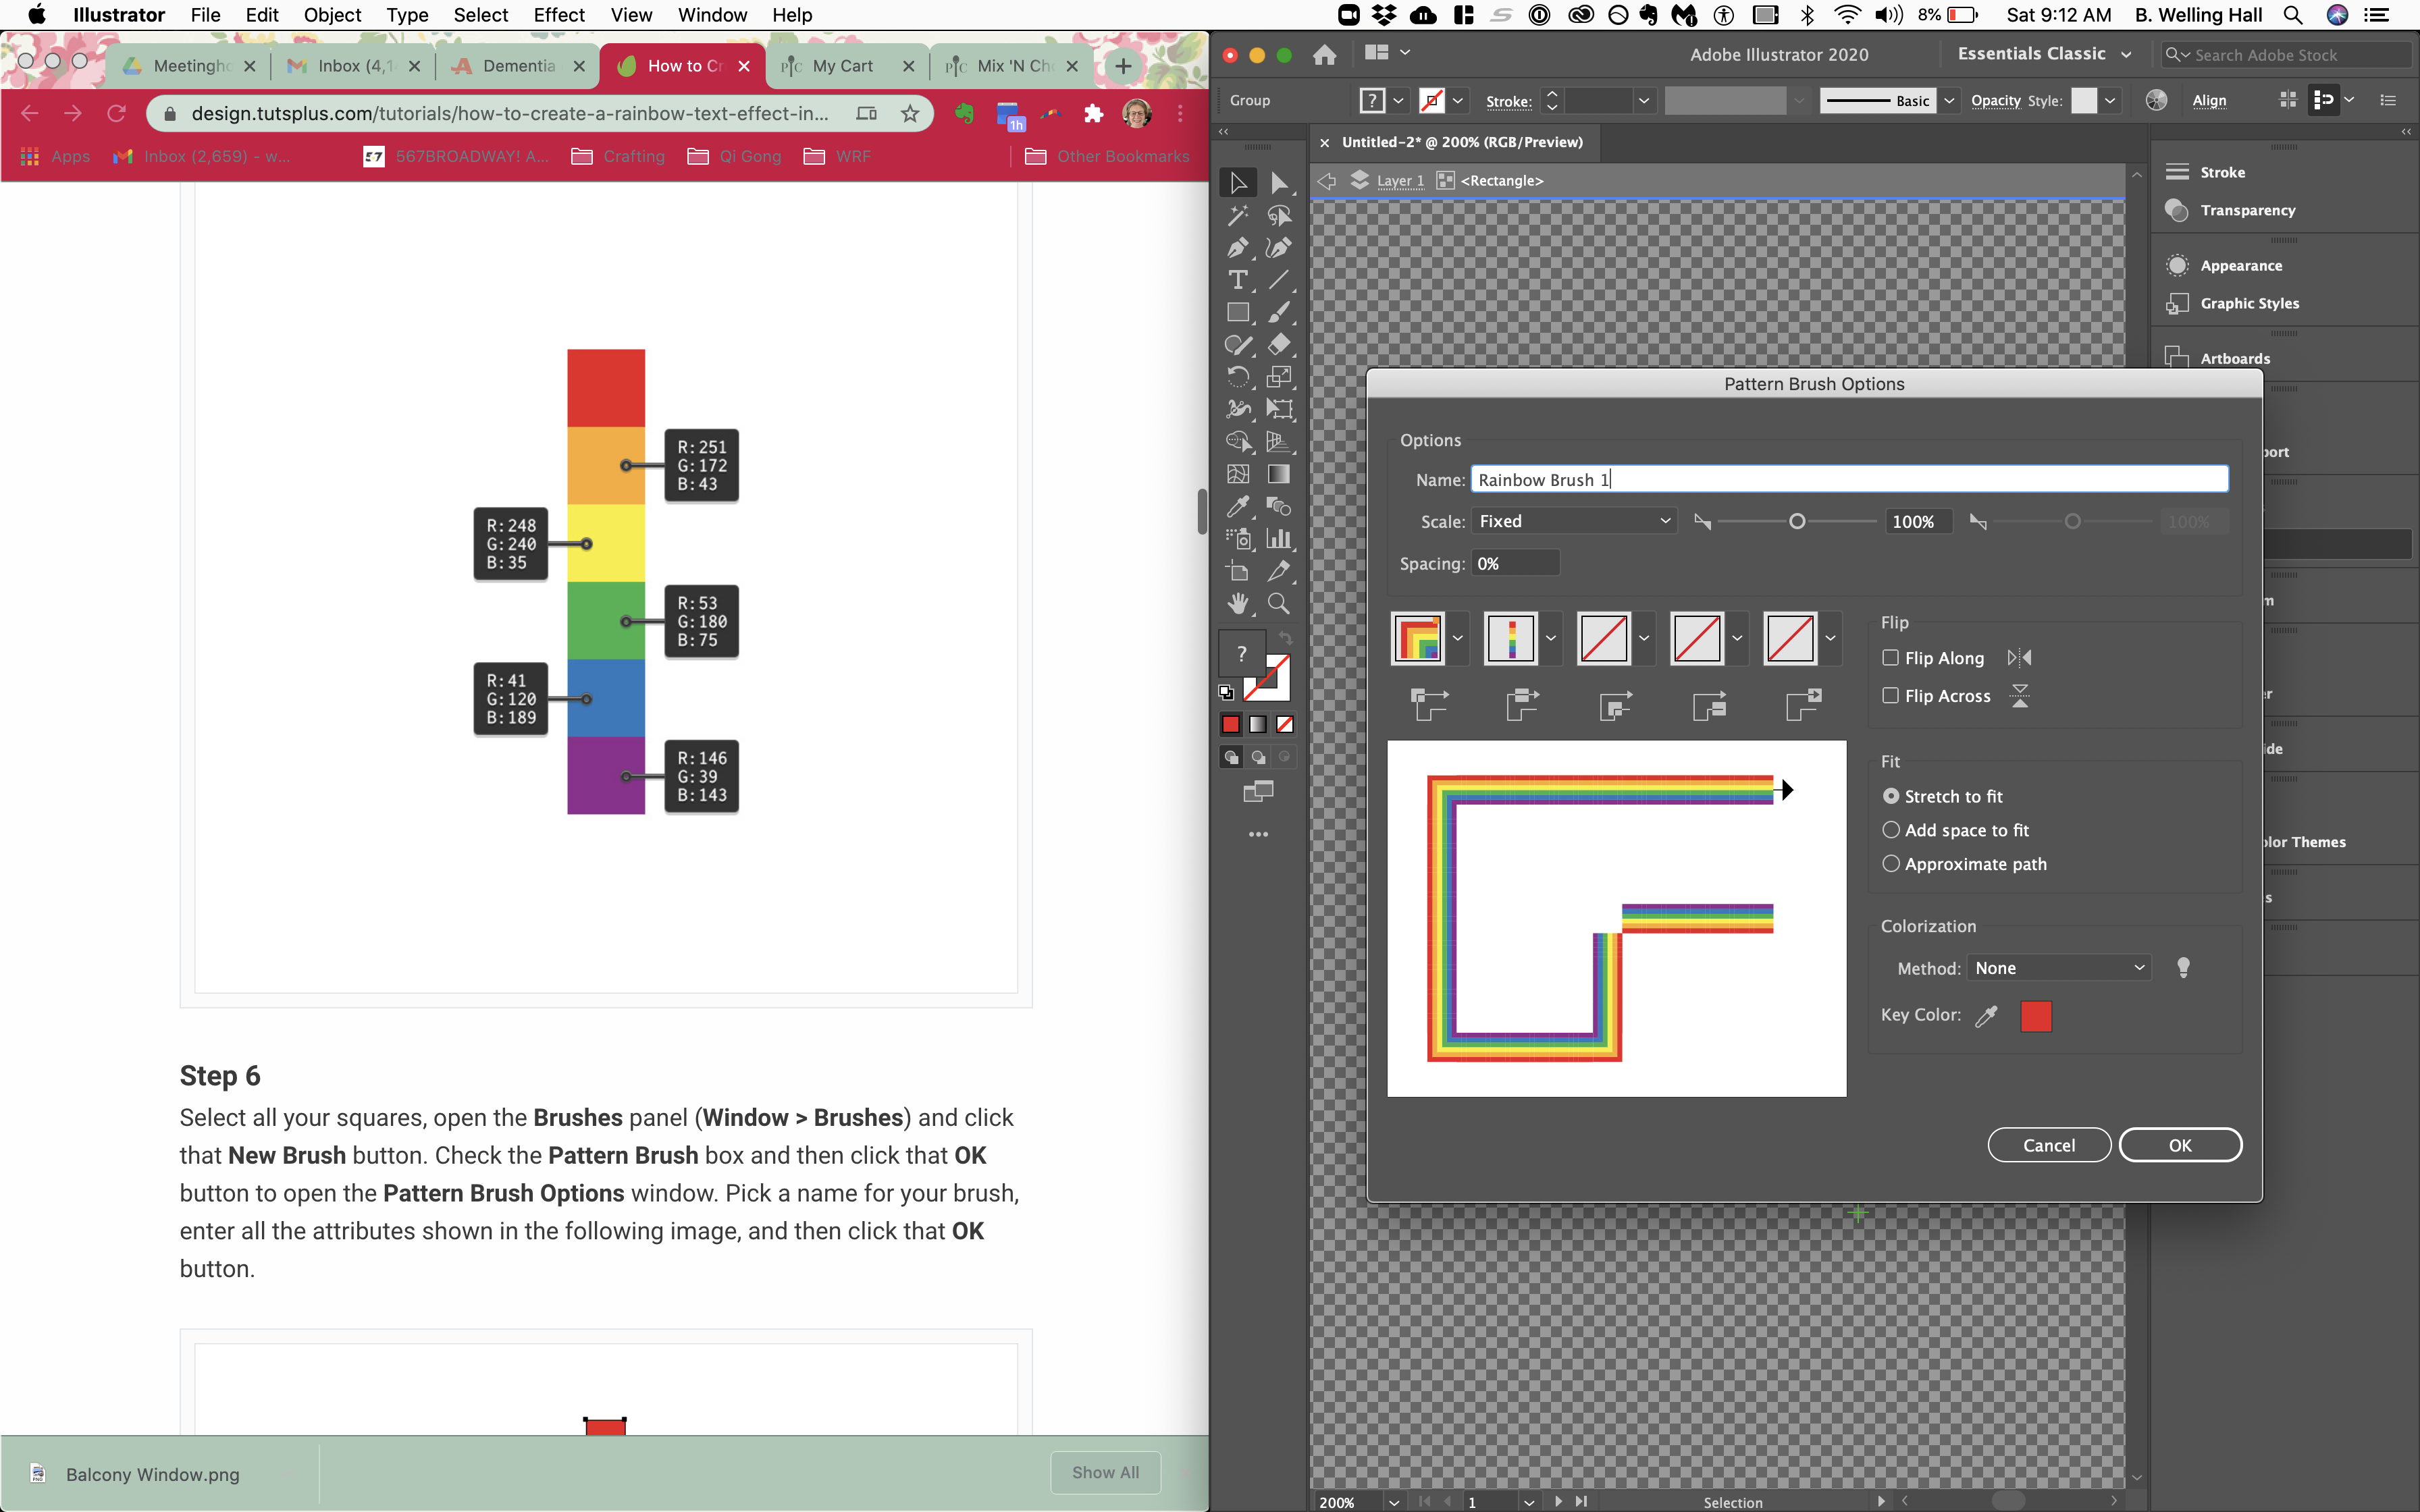 Illustrator File Edit Object Type Select Effect View Window Help
8% Sat 9:12 AM B. Welling Hall
Meetingho Inbox (4,1 Dementia How to Cr My Cart Mix 'N Cho
design.tutsplus.com/tutorials/how-to-create-a-rainbow-text-effect-in...
1h
Apps Inbox (2,659) - w... 567BROADWAY! A... Crafting Qi Gong WRF Other Bookmarks
R:251
G:172
B:43
R:248
G:240
B:35
R:53
G:180
B:75
R:41
G:120
B:189
R:146
G:39
B:143
Step 6
Select all your squares, open the Brushes panel (Window > Brushes) and click
that New Brush button. Check the Pattern Brush box and then click that OK
button to open the Pattern Brush Options window. Pick a name for your brush,
enter all the attributes shown in the following image, and then click that OK
button.
Balcony Window.png
Show All
Adobe Illustrator 2020
Essentials Classic
Search Adobe Stock
Group
?
Stroke:
Basic
Opacity Style:
Align
Untitled-2* @ 200% (RGB/Preview)
Layer 1 <Rectangle>
?
Stroke
Transparency
Appearance
Graphic Styles
Artboards
port
m
er
ide
olor Themes
s
Pattern Brush Options
Options
Name: Rainbow Brush 1
Scale: Fixed 100% 100%
Spacing: 0%
Flip
Flip Along
Flip Across
Fit
Stretch to fit
Add space to fit
Approximate path
Colorization
Method: None
Key Color:
Cancel OK
200% 1 Selection